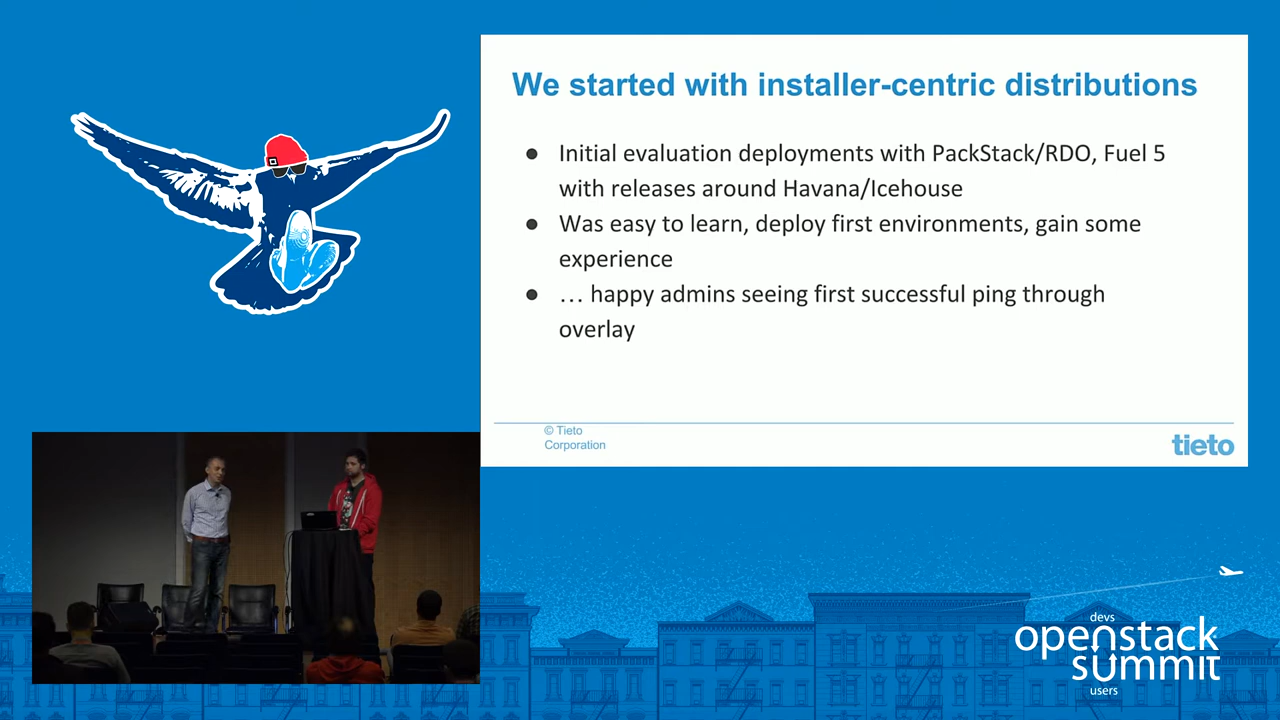 We started with installer-centric distributions
● Initial evaluation deployments with PackStack/RDO, Fuel 5
with releases around Havana/Icehouse
● Was easy to learn, deploy first environments, gain some
experience
● … happy admins seeing first successful ping through
overlay
© Tieto
Corporation
tieto
devs
openstack
summit
users